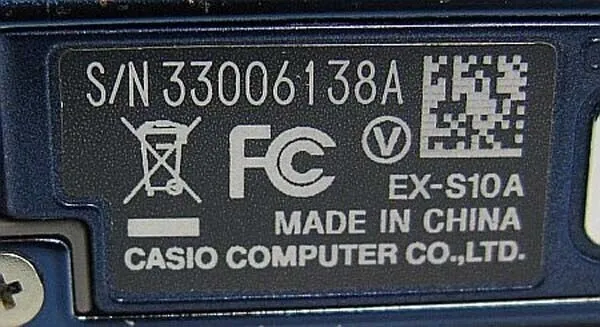 S/N 33006138A
FC
V
EX-S10A
MADE IN CHINA
CASIO COMPUTER CO.,LTD.